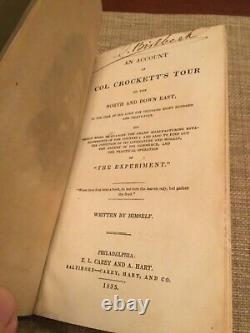 Birkbeck
AN ACCOUNT
OF
COL. CROCKETT'S TOUR
TO THE
NORTH AND DOWN EAST,
IN THE YEAR OF OUR LORD ONE THOUSAND EIGHT HUNDRED
AND THIRTY-FOUR.
HIS
OBJECT BEING TO EXAMINE THE GRAND MANUFACTURING ESTA-
BLISHMENTS OF THE COUNTRY; AND ALSO TO FIND OUT
THE CONDITION OF ITS LITERATURE AND MORALS,
THE EXTENT OF ITS COMMERCE, AND
THE PRACTICAL OPERATION
OF
"THE EXPERIMENT."
WRITTEN BY HIMSELF.
PHILADELPHIA:
E. L. CAREY AND A. HART.
BALTIMORE:—CAREY, HART, AND CO.
1835.